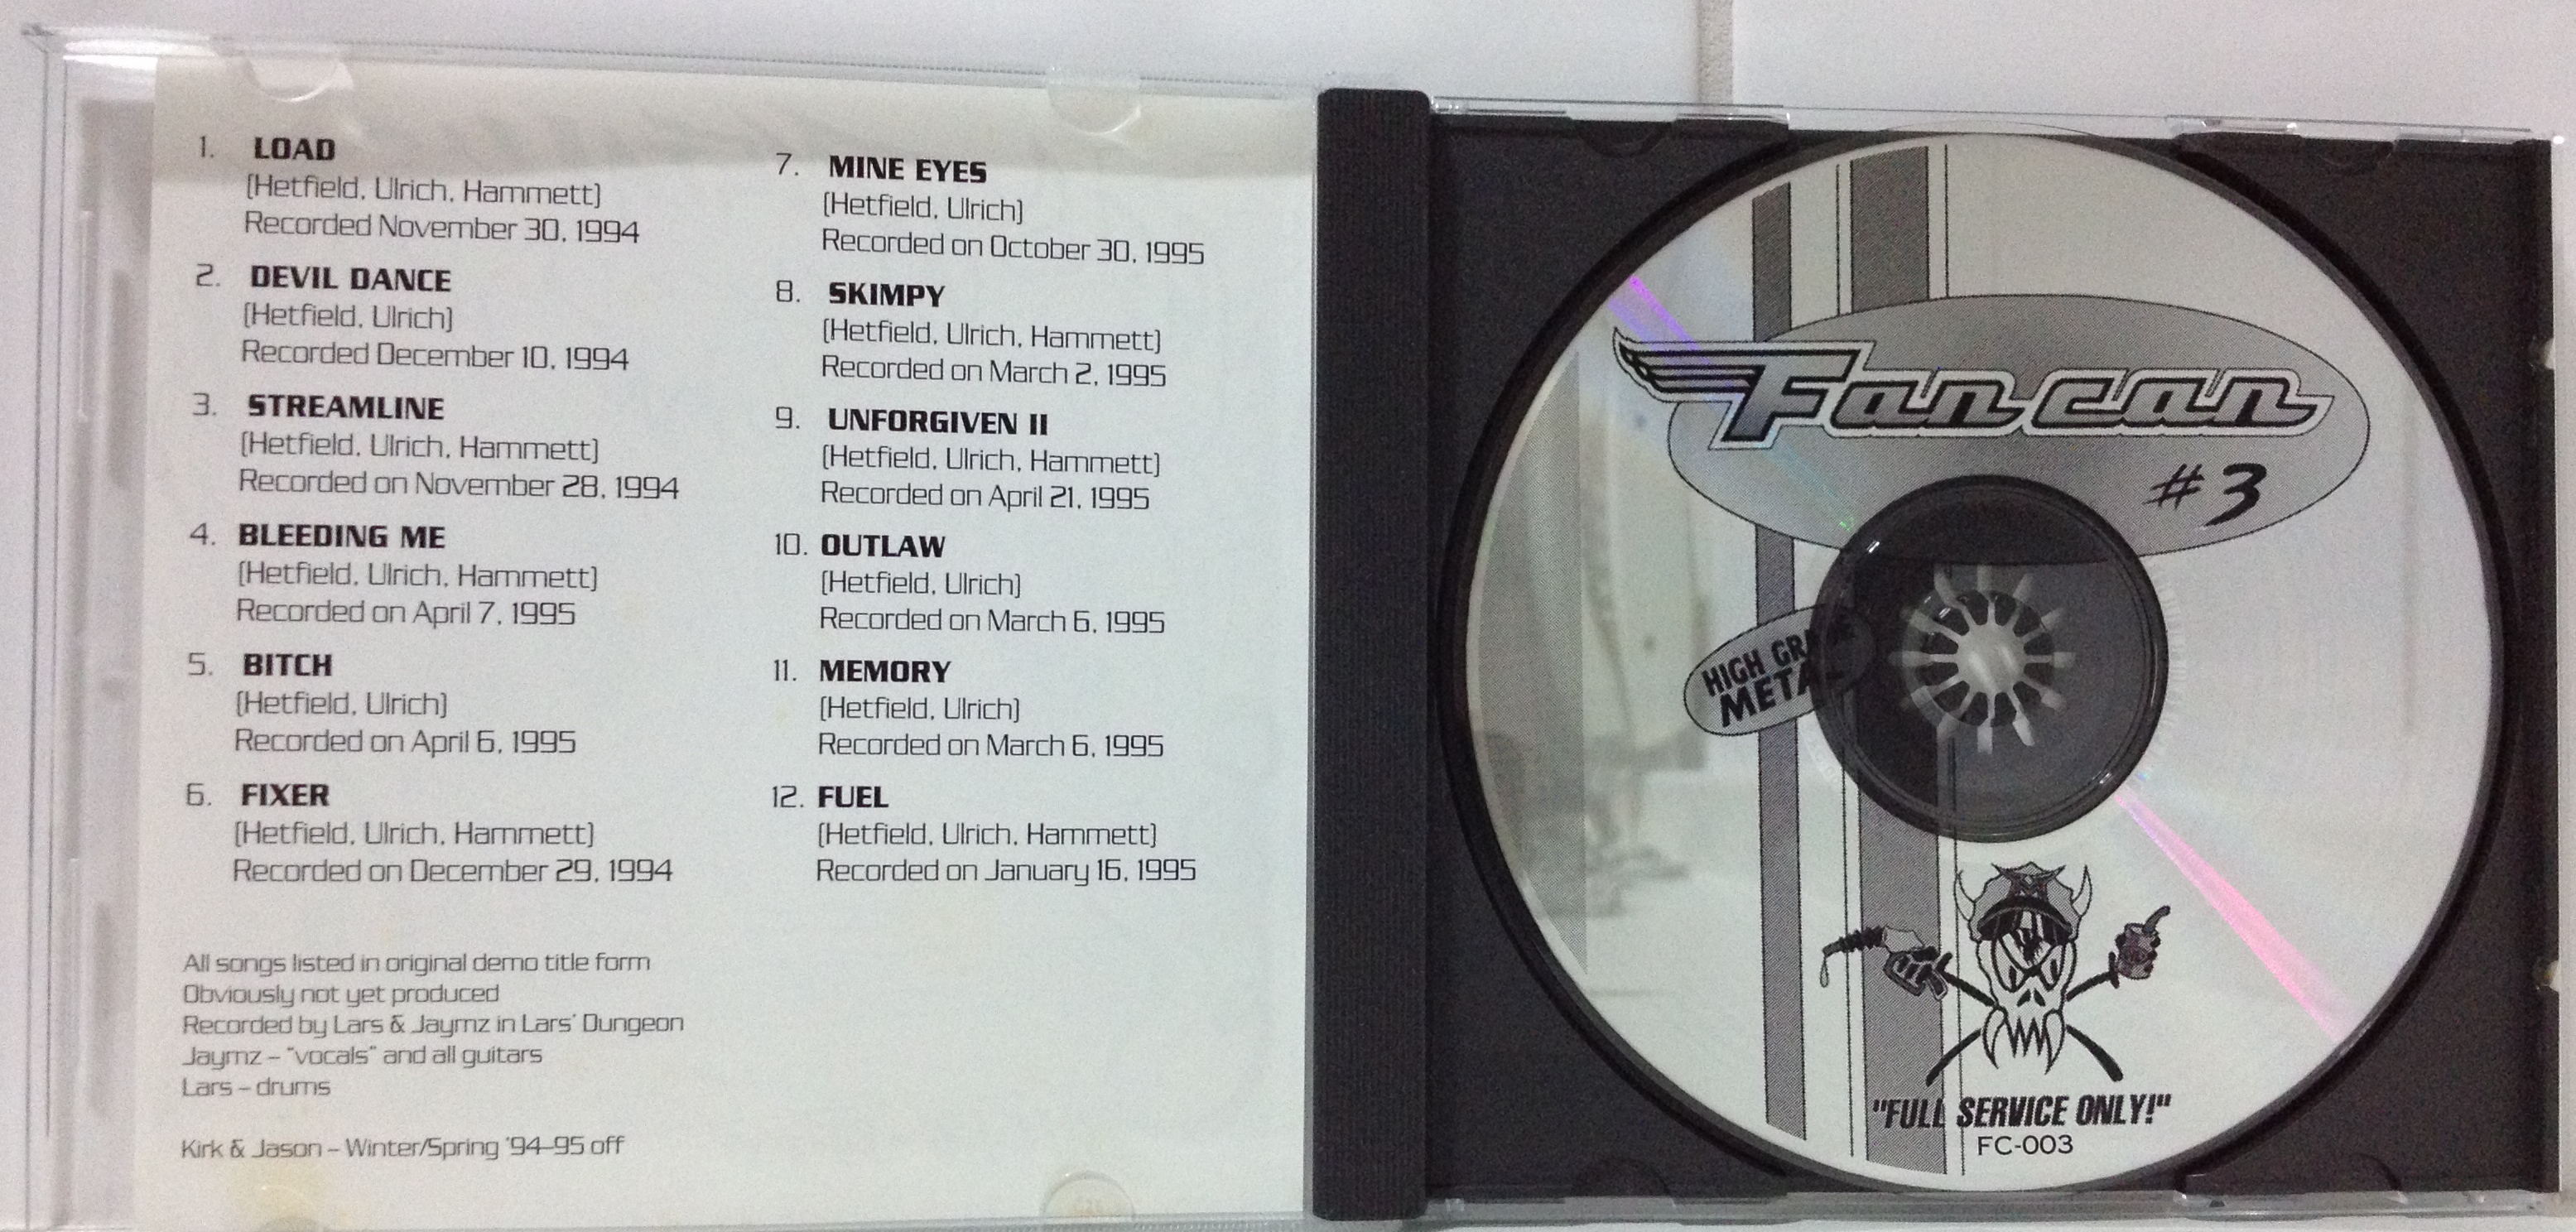 1. LOAD
(Hetfield, Ulrich, Hammett)
Recorded November 30, 1994
2. DEVIL DANCE
(Hetfield, Ulrich)
Recorded December 10, 1994
3. STREAMLINE
(Hetfield, Ulrich, Hammett)
Recorded on November 28, 1994
4. BLEEDING ME
(Hetfield, Ulrich, Hammett)
Recorded on April 7, 1995
5. BITCH
(Hetfield, Ulrich)
Recorded on April 6, 1995
6. FIXER
(Hetfield, Ulrich, Hammett)
Recorded on December 29, 1994
7. MINE EYES
(Hetfield, Ulrich)
Recorded on October 30, 1995
8. SKIMPY
(Hetfield, Ulrich, Hammett)
Recorded on March 2, 1995
9. UNFORGIVEN II
(Hetfield, Ulrich, Hammett)
Recorded on April 21, 1995
10. OUTLAW
(Hetfield, Ulrich)
Recorded on March 6, 1995
11. MEMORY
(Hetfield, Ulrich)
Recorded on March 6, 1995
12. FUEL
(Hetfield, Ulrich, Hammett)
Recorded on January 16, 1995
All songs listed in original demo title form
Obviously not yet produced
Recorded by Lars & Jaymz in Lars' Dungeon
Jaymz – "vocals" and all guitars
Lars – drums
Kirk & Jason – Winter/Spring '94–95 off
Fan can
#3
HIGH GRADE
METAL
"FULL SERVICE ONLY!"
FC-003